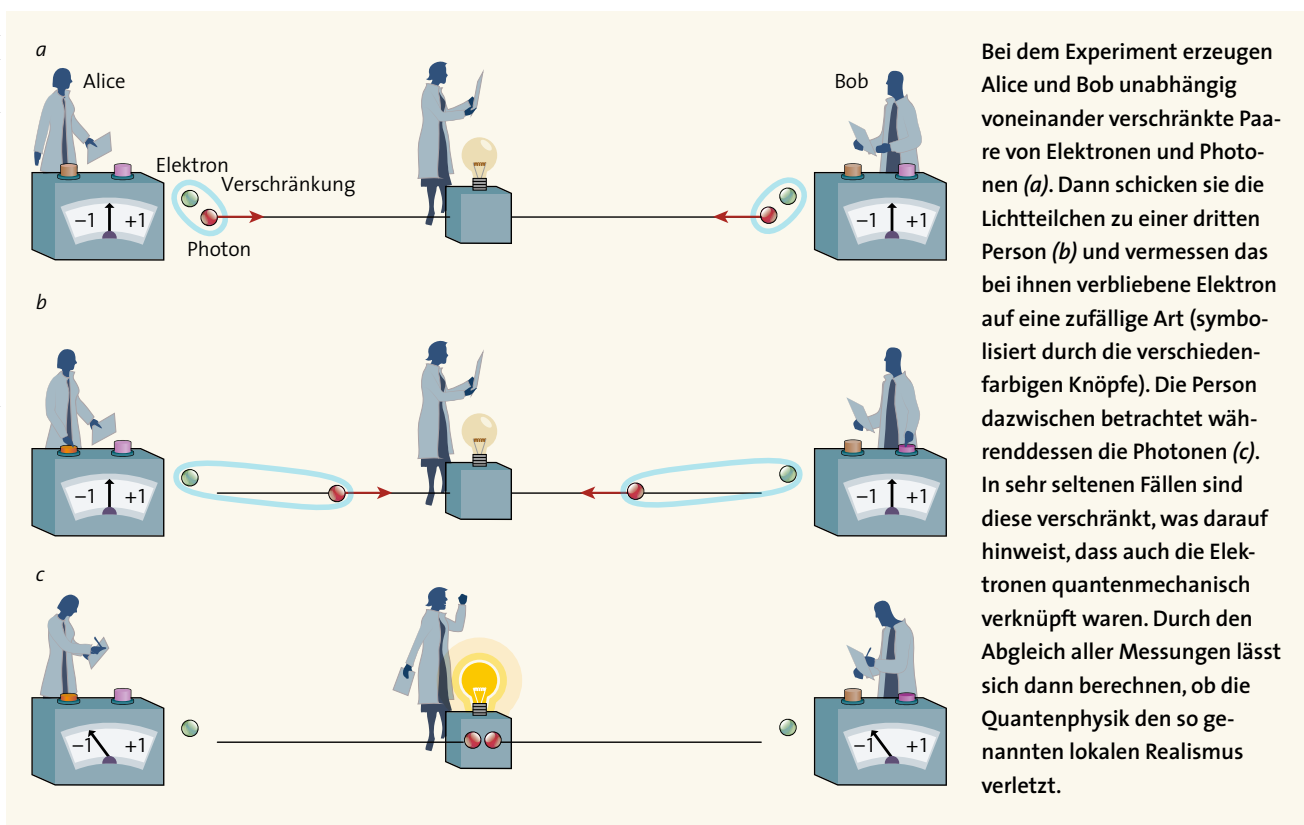 a
Alice
Bob
Elektron
Verschränkung
–1 +1
–1 +1
Photon
b
–1 +1
–1 +1
c
–1 +1
–1 +1
Bei dem Experiment erzeugen
Alice und Bob unabhängig
voneinander verschränkte Paa-
re von Elektronen und Photo-
nen (a). Dann schicken sie die
Lichtteilchen zu einer dritten
Person (b) und vermessen das
bei ihnen verbliebene Elektron
auf eine zufällige Art (symbo-
lisiert durch die verschieden-
farbigen Knöpfe). Die Person
dazwischen betrachtet wäh-
renddessen die Photonen (c).
In sehr seltenen Fällen sind
diese verschränkt, was darauf
hinweist, dass auch die Elek-
tronen quantenmechanisch
verknüpft waren. Durch den
Abgleich aller Messungen lässt
sich dann berechnen, ob die
Quantenphysik den so ge-
nannten lokalen Realismus
verletzt.